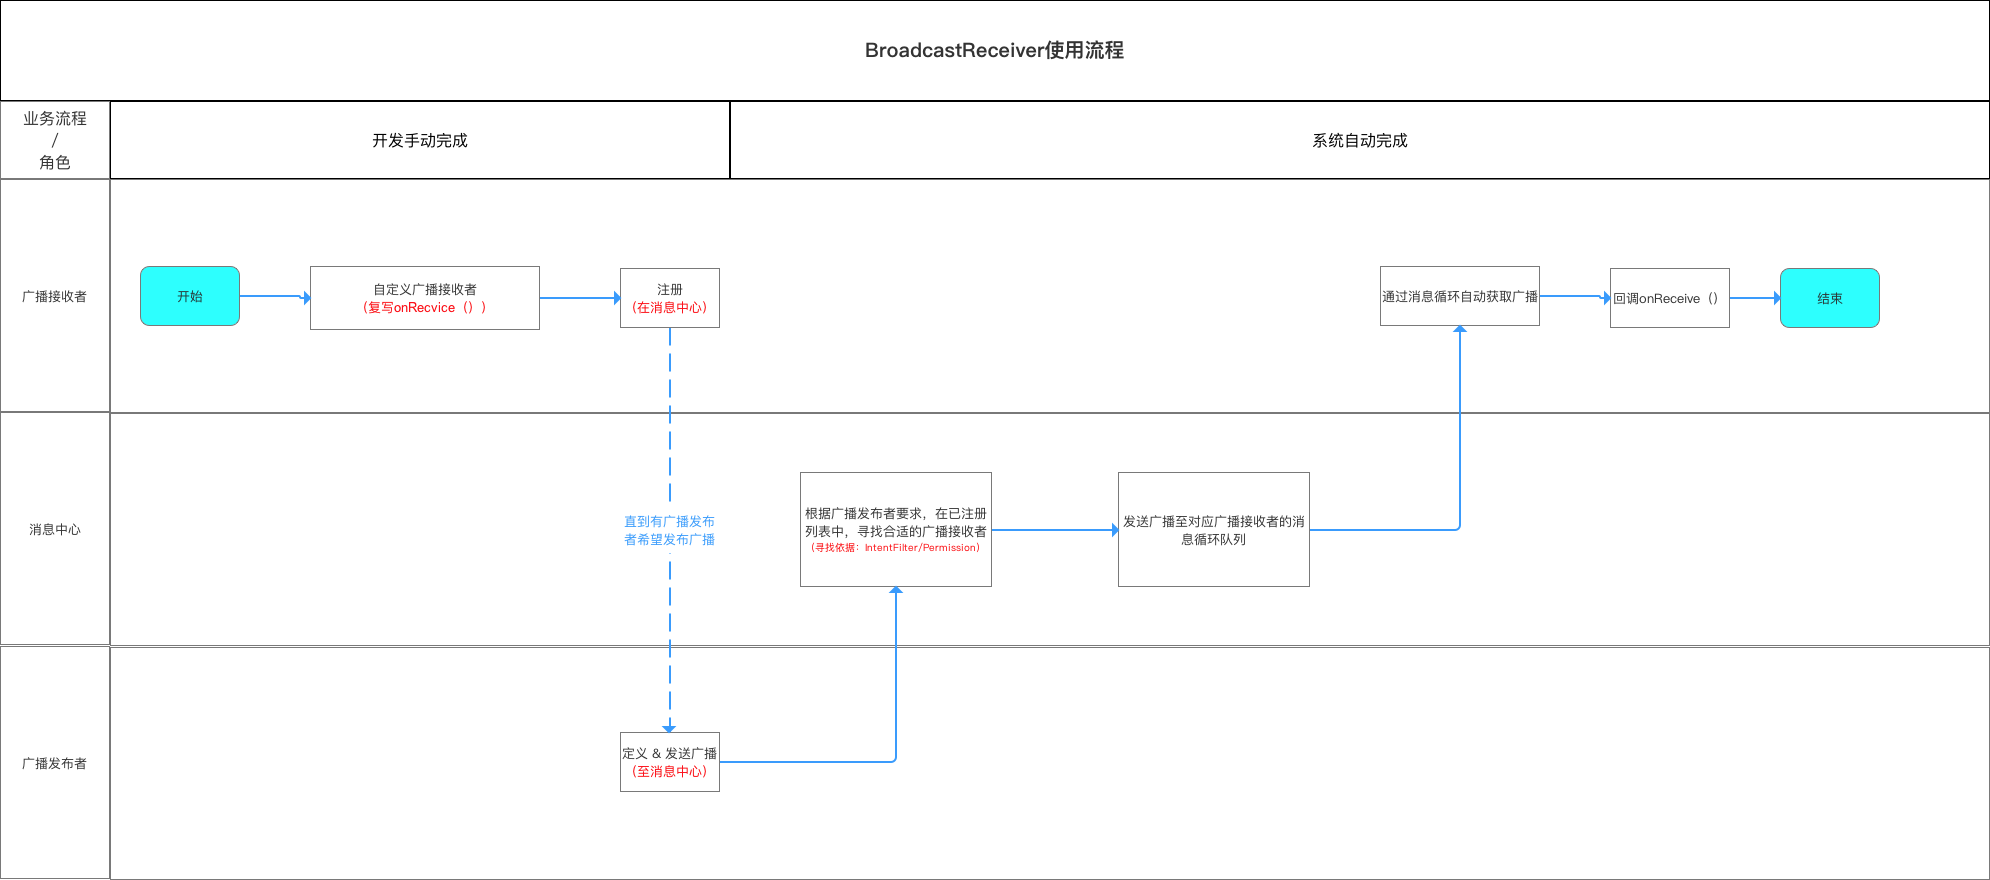 BroadcastReceiver使用流程
业务流程
/
角色
开发手动完成
系统自动完成
广播接收者
开始
自定义广播接收者
（复写onRecvice（））
注册
（在消息中心）
通过消息循环自动获取广播
回调onReceive（）
结束
消息中心
直到有广播发布
者希望发布广播
根据广播发布者要求，在已注册
列表中，寻找合适的广播接收者
（寻找依据：IntentFilter/Permission）
发送广播至对应广播接收者的消
息循环队列
广播发布者
定义 & 发送广播
（至消息中心）